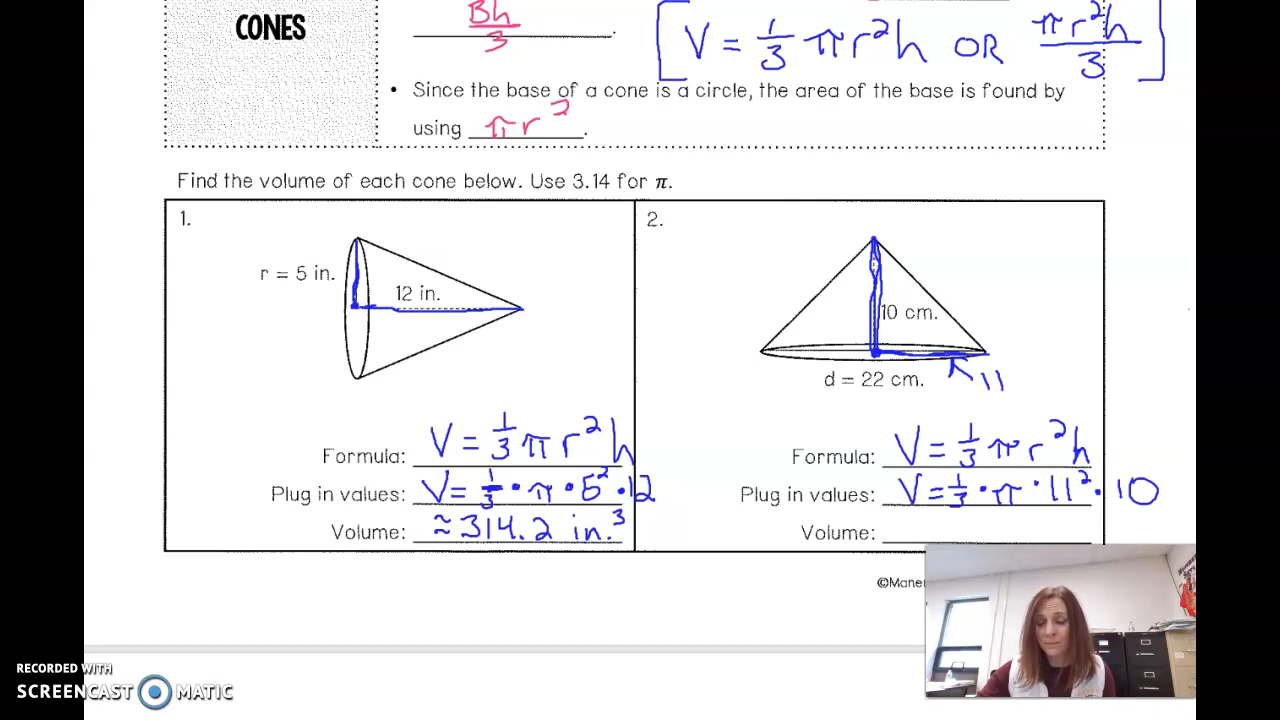 CONES
Bh
3
.
V = 1/3 πr²h OR πr²h/3
• Since the base of a cone is a circle, the area of the base is found by
using πr².
Find the volume of each cone below. Use 3.14 for π.
1.
r = 5 in.
12 in.
Formula: V = 1/3 π r² h
Plug in values: V = 1/3 • π • 5² • 12
Volume: ≈ 314.2 in.³
2.
10 cm.
d = 22 cm.
11
Formula: V = 1/3 π r² h
Plug in values: V = 1/3 • π • 11² • 10
Volume:
©Mane
RECORDED WITH
SCREENCAST MATIC